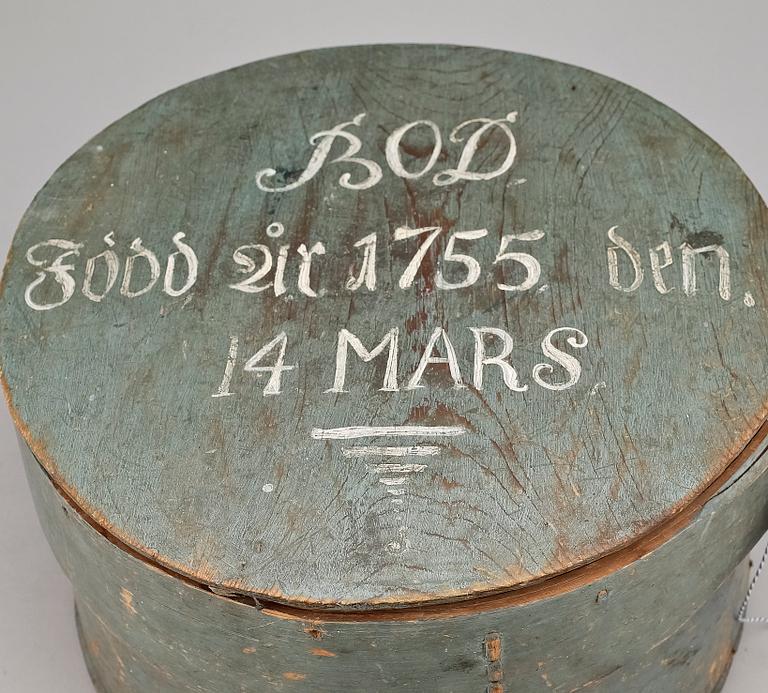 BOD
Född År 1755 den.
14 MARS